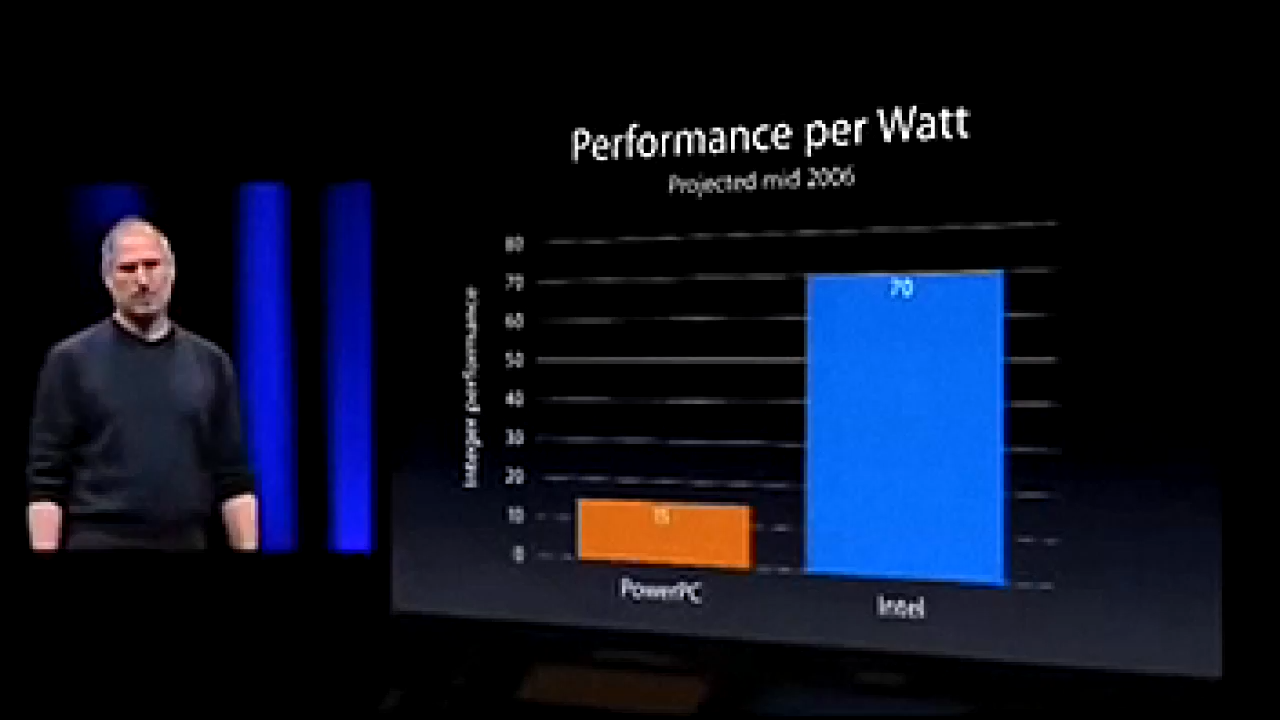 Performance per Watt
Projected mid 2006
Integer performance
80
70
60
50
40
30
20
10
0
15
70
PowerPC
Intel